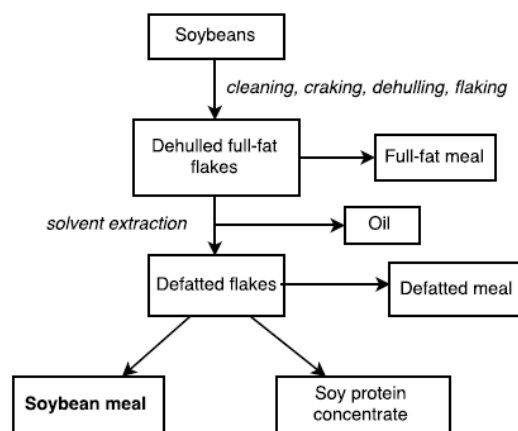 Soybeans
cleaning, craking, dehulling, flaking
Dehulled full-fat
flakes
Full-fat meal
solvent extraction
Oil
Defatted flakes
Defatted meal
Soybean meal
Soy protein
concentrate